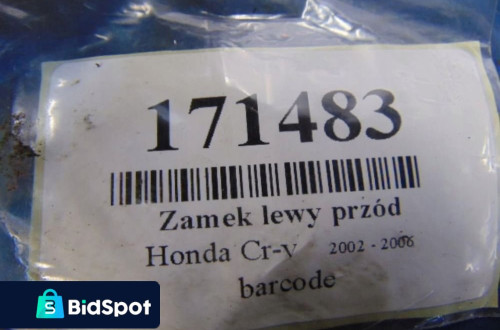 171483
Zamek lewy przód
Honda Cr-v 2002 - 2006
barcode
BidSpot